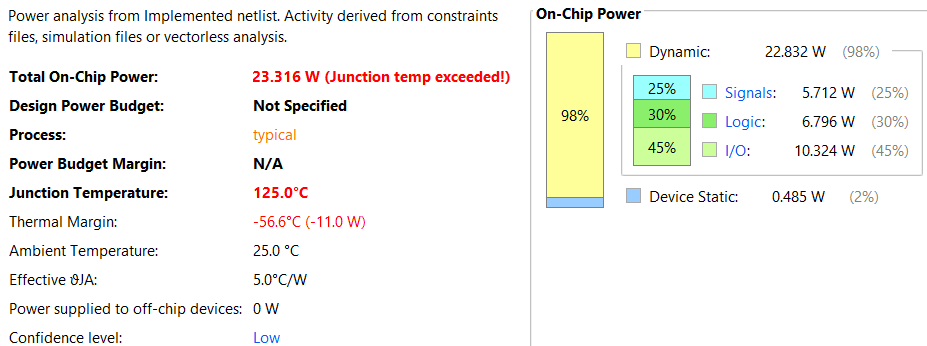 Power analysis from Implemented netlist. Activity derived from constraints
files, simulation files or vectorless analysis.
Total On-Chip Power: 23.316 W (Junction temp exceeded!)
Design Power Budget: Not Specified
Process: typical
Power Budget Margin: N/A
Junction Temperature: 125.0°C
Thermal Margin: -56.6°C (-11.0 W)
Ambient Temperature: 25.0 °C
Effective ϑJA: 5.0°C/W
Power supplied to off-chip devices: 0 W
Confidence level: Low
On-Chip Power
98%
Dynamic: 22.832 W (98%)
25% Signals: 5.712 W (25%)
30% Logic: 6.796 W (30%)
45% I/O: 10.324 W (45%)
Device Static: 0.485 W (2%)